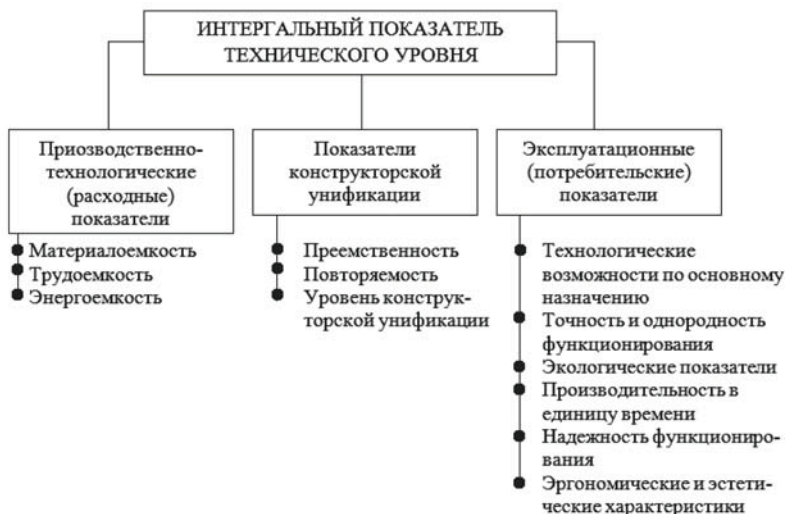 ИНТЕРГАЛЬНЫЙ ПОКАЗАТЕЛЬ
ТЕХНИЧЕСКОГО УРОВНЯ
Приозводственно-
технологические
(расходные)
показатели
Материалоемкость
Трудоемкость
Энергоемкость
Показатели
конструкторской
унификации
Преемственность
Повторяемость
Уровень конструк-
торской унификации
Эксплуатационные
(потребительские)
показатели
Технологические
возможности по основному
назначению
Точность и однородность
функционирования
Экологические показатели
Производительность в
единицу времени
Надежность функциониро-
вания
Эргономические и эстети-
ческие характеристики